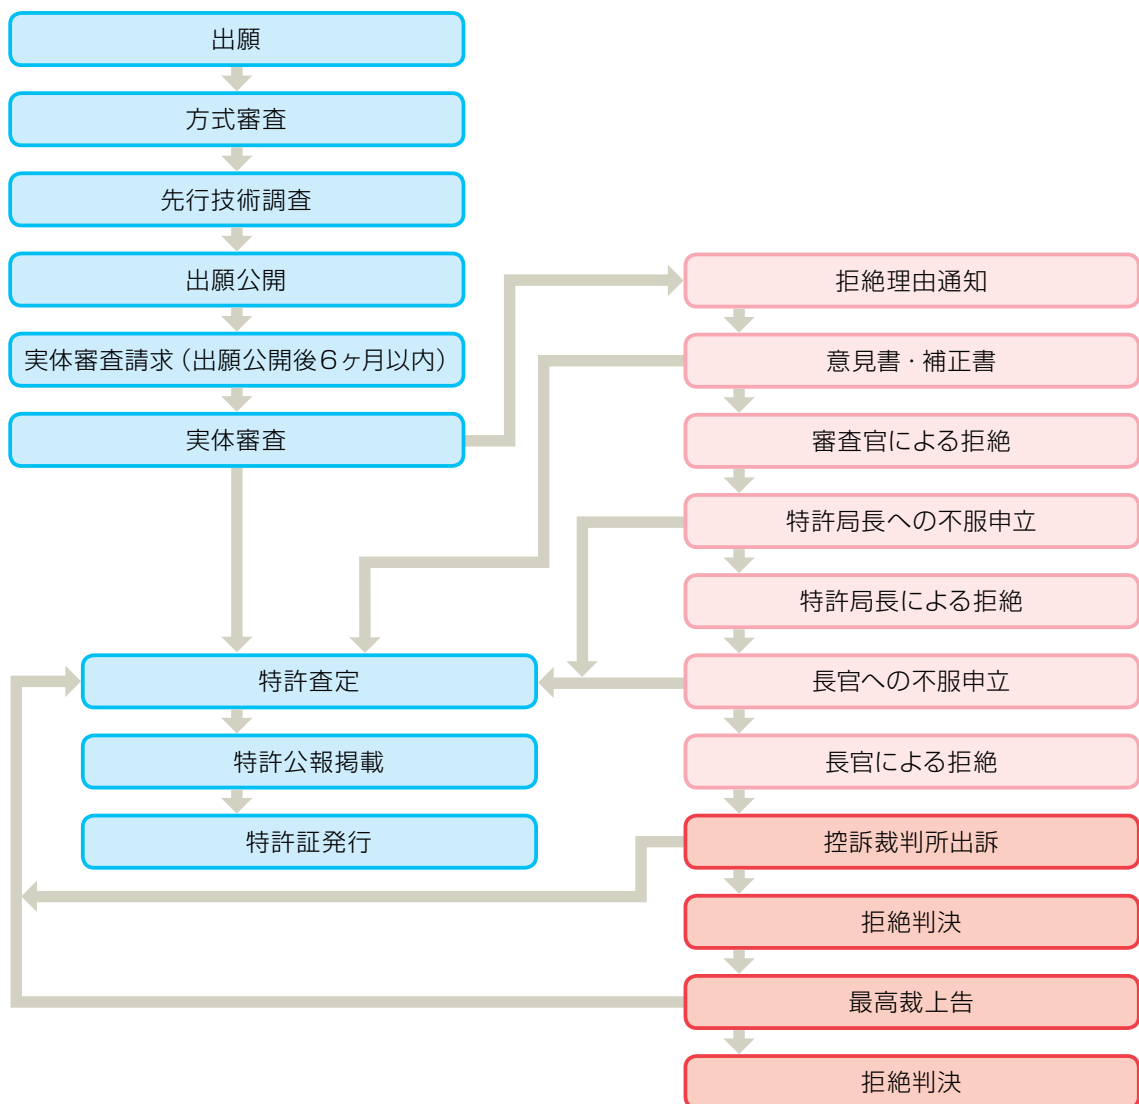 出願
方式審査
先行技術調査
出願公開
実体審査請求（出願公開後6ヶ月以内）
実体審査
特許査定
特許公報掲載
特許証発行
拒絶理由通知
意見書・補正書
審査官による拒絶
特許局長への不服申立
特許局長による拒絶
長官への不服申立
長官による拒絶
控訴裁判所出訴
拒絶判決
最高裁上告
拒絶判決